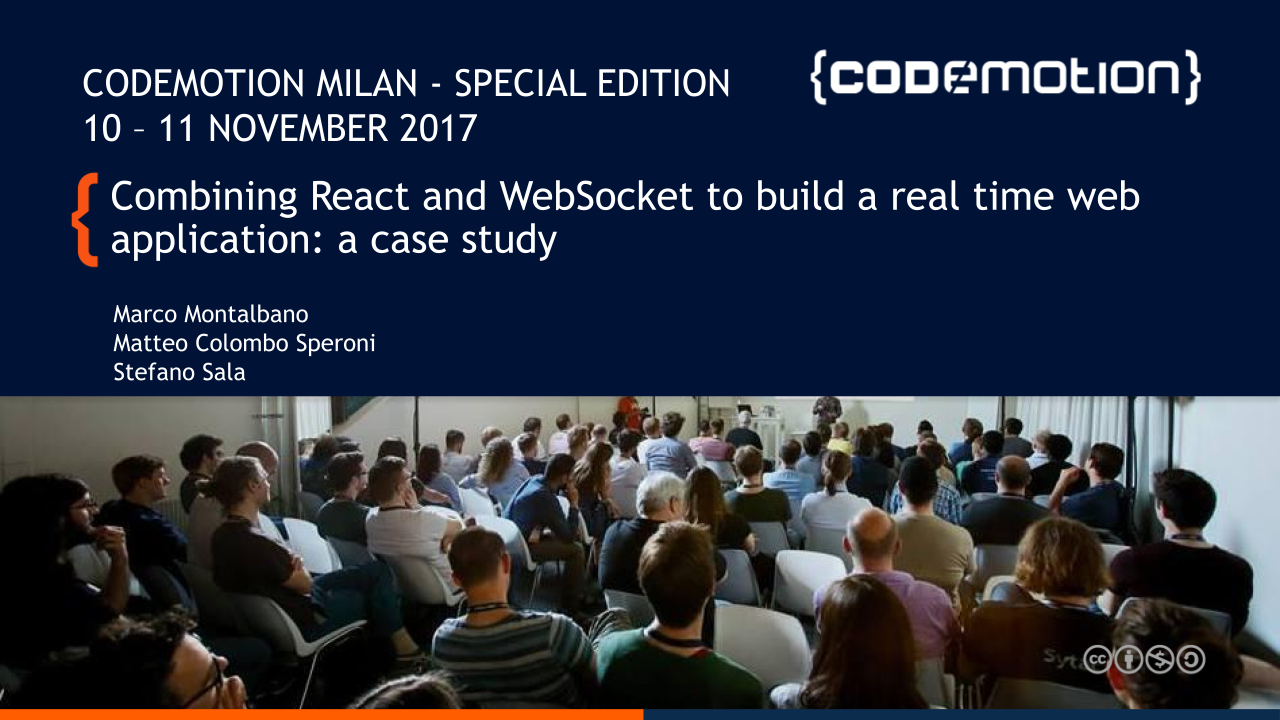 CODEMOTION MILAN - SPECIAL EDITION
10 – 11 NOVEMBER 2017
{codemotion}
Combining React and WebSocket to build a real time web
application: a case study
Marco Montalbano
Matteo Colombo Speroni
Stefano Sala
cc